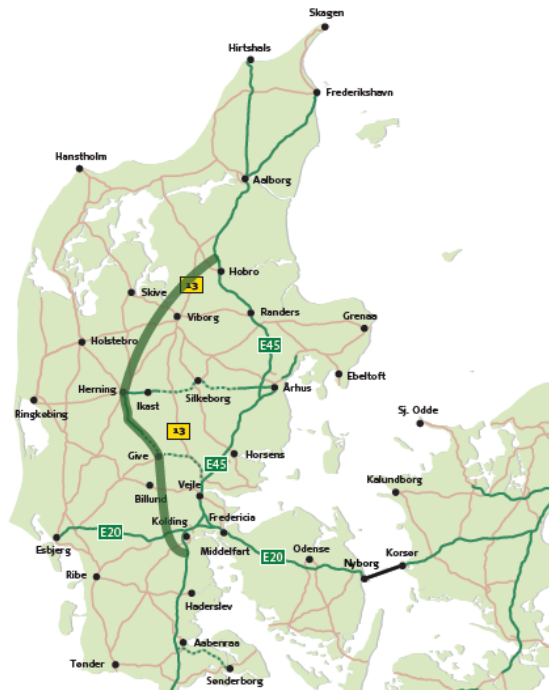 Skagen
Hirtshals
Frederikshavn
Hanstholm
Aalborg
Hobro
13
Skive
Viborg
Randers
Grenaa
Holstebro
E45
Ebeltoft
Herning
Ikast
Silkeborg
Århus
Ringkøbing
Sj. Odde
13
Give
E45
Horsens
Billund
Vejle
Kalundborg
Kolding
Fredericia
E20
Esbjerg
Middelfart
E20
Odense
Nyborg
Korsør
Ribe
Haderslev
Aabenraa
Tønder
Sønderborg